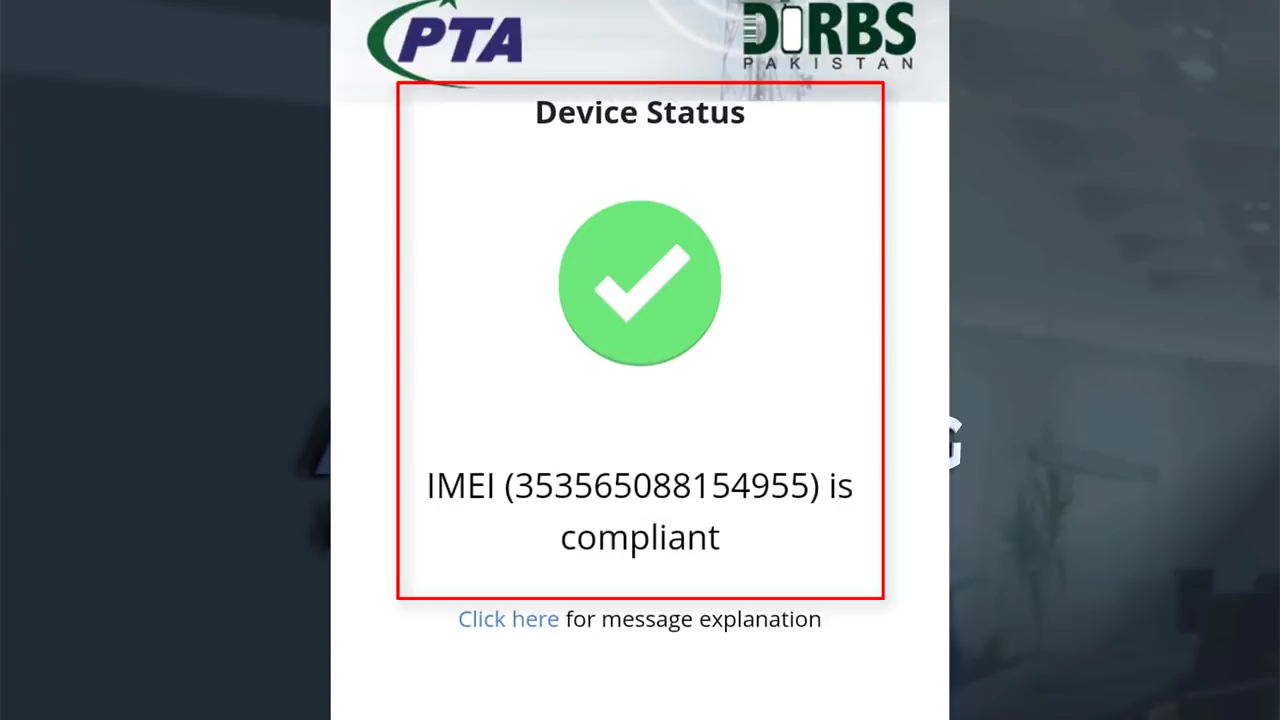 PTA
DIRBS
PAKISTAN
Device Status
IMEI (353565088154955) is
compliant
Click here for message explanation
G